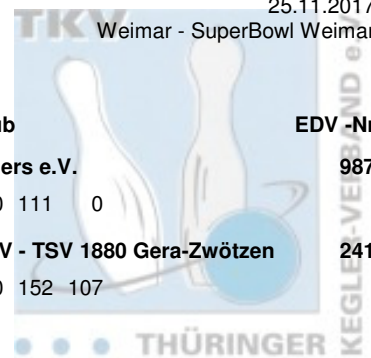 25.11.2017
TKV
Weimar - SuperBowl Weimar
EDV -Nr
ers e.V. 987
111 0
V - TSV 1880 Gera-Zwötzen 241
152 107
THÜRINGER
KEGLER-VERBAND e.V.